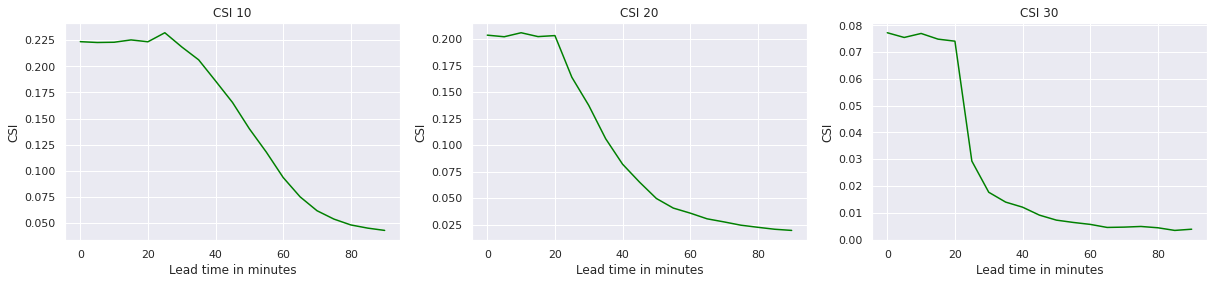 CSI 10
CSI
0.225
0.200
0.175
0.150
0.125
0.100
0.075
0.050
0 20 40 60 80
Lead time in minutes
CSI 20
CSI
0.200
0.175
0.150
0.125
0.100
0.075
0.050
0.025
0 20 40 60 80
Lead time in minutes
CSI 30
CSI
0.08
0.07
0.06
0.05
0.04
0.03
0.02
0.01
0.00
0 20 40 60 80
Lead time in minutes